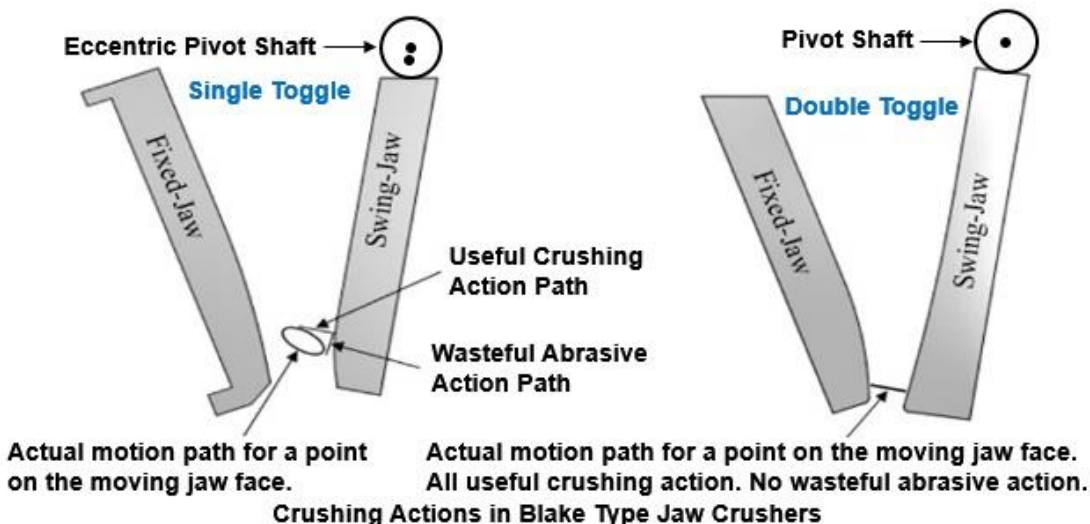 Eccentric Pivot Shaft
Single Toggle
Fixed-Jaw
Swing-Jaw
Useful Crushing
Action Path
Wasteful Abrasive
Action Path
Actual motion path for a point
on the moving jaw face.
Pivot Shaft
Double Toggle
Fixed-Jaw
Swing-Jaw
Actual motion path for a point on the moving jaw face.
All useful crushing action. No wasteful abrasive action.
Crushing Actions in Blake Type Jaw Crushers